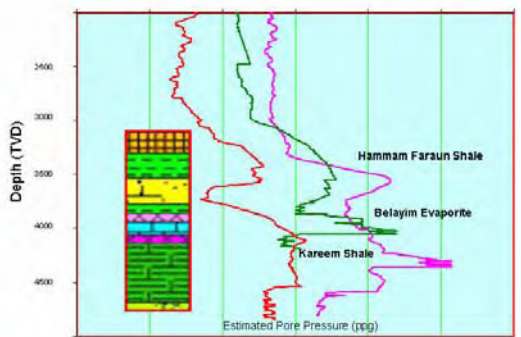 2500
3000
3500
4000
4500
Depth (TVD)
Hammam Faraun Shale
Belayim Evaporite
Kareem Shale
Estimated Pore Pressure (ppg)